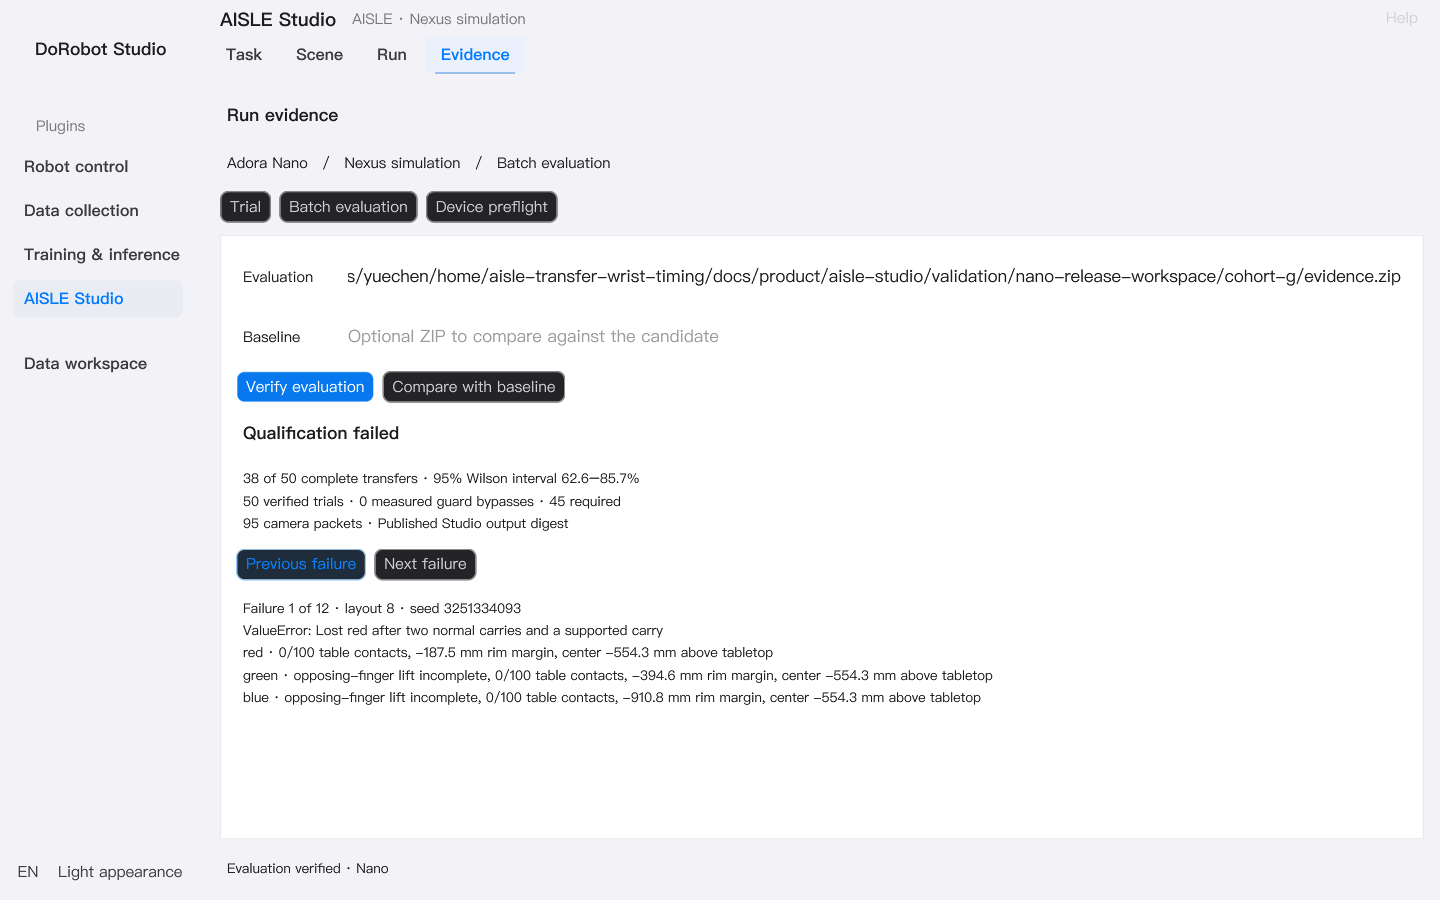 AISLE Studio AISLE · Nexus simulation
Help
DoRobot Studio
Task Scene Run Evidence
Plugins
Robot control
Data collection
Training & inference
AISLE Studio
Data workspace
EN Light appearance
Run evidence
Adora Nano / Nexus simulation / Batch evaluation
Trial Batch evaluation Device preflight
Evaluation s/yuechen/home/aisle-transfer-wrist-timing/docs/product/aisle-studio/validation/nano-release-workspace/cohort-g/evidence.zip
Baseline Optional ZIP to compare against the candidate
Verify evaluation Compare with baseline
Qualification failed
38 of 50 complete transfers · 95% Wilson interval 62.6–85.7%
50 verified trials · 0 measured guard bypasses · 45 required
95 camera packets · Published Studio output digest
Previous failure Next failure
Failure 1 of 12 · layout 8 · seed 3251334093
ValueError: Lost red after two normal carries and a supported carry
red · 0/100 table contacts, -187.5 mm rim margin, center -554.3 mm above tabletop
green · opposing-finger lift incomplete, 0/100 table contacts, -394.6 mm rim margin, center -554.3 mm above tabletop
blue · opposing-finger lift incomplete, 0/100 table contacts, -910.8 mm rim margin, center -554.3 mm above tabletop
Evaluation verified · Nano